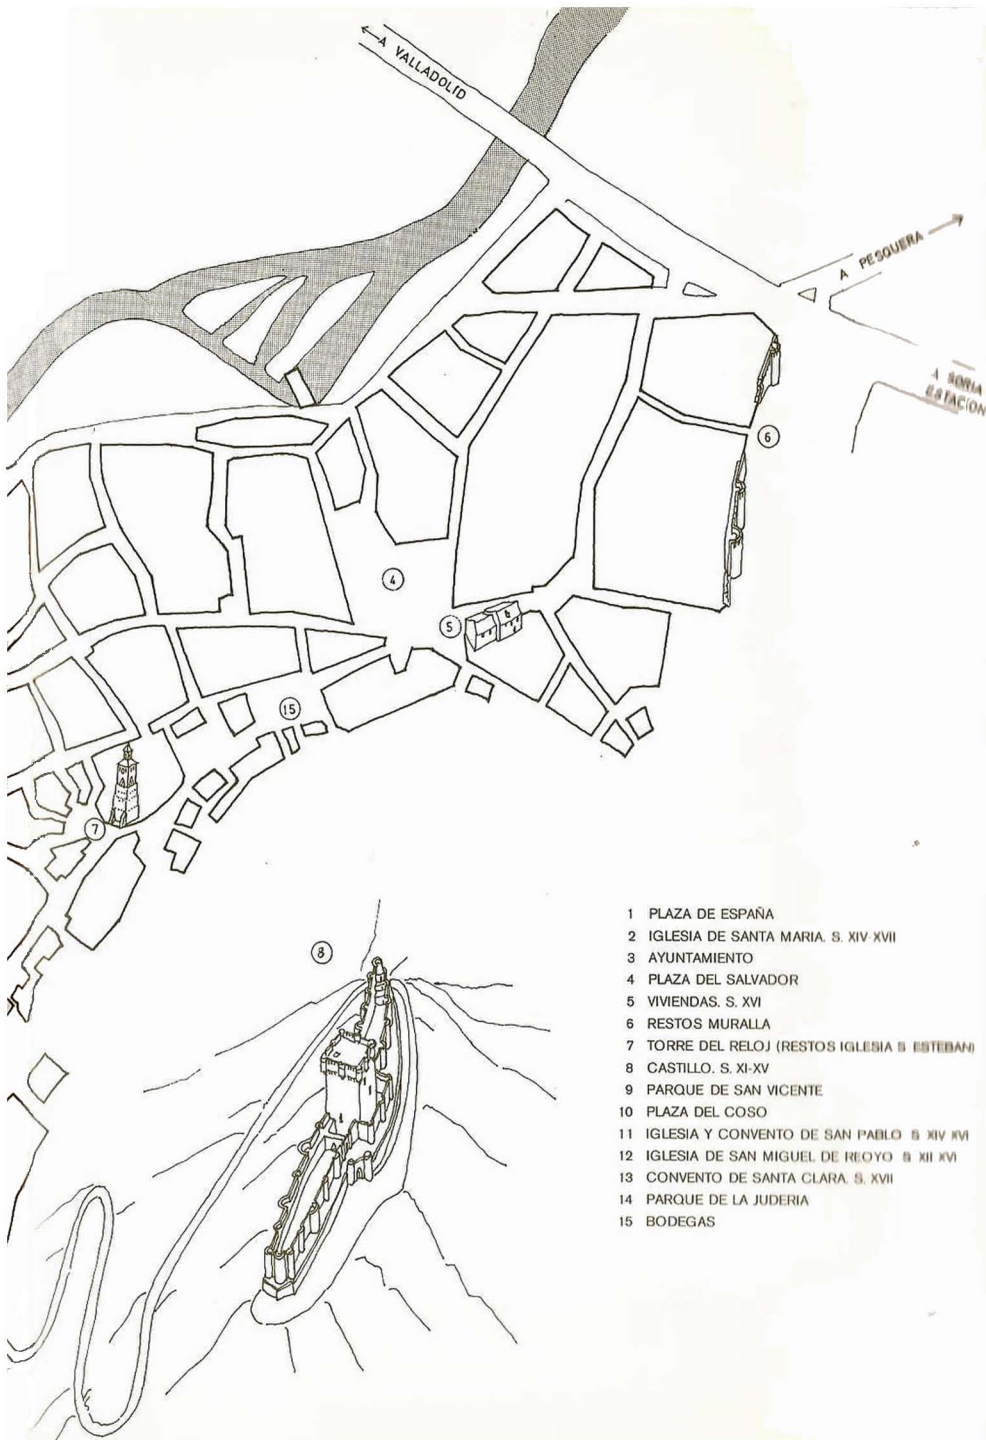 ←A VALLADOLID
A PESQUERA
A SORIA
ESTACION
6
4
5
15
7
8
1 PLAZA DE ESPAÑA
2 IGLESIA DE SANTA MARIA. S. XIV-XVII
3 AYUNTAMIENTO
4 PLAZA DEL SALVADOR
5 VIVIENDAS. S. XVI
6 RESTOS MURALLA
7 TORRE DEL RELOJ (RESTOS IGLESIA S ESTEBAN)
8 CASTILLO. S. XI-XV
9 PARQUE DE SAN VICENTE
10 PLAZA DEL COSO
11 IGLESIA Y CONVENTO DE SAN PABLO S XIV XVI
12 IGLESIA DE SAN MIGUEL DE REOYO S XII XVI
13 CONVENTO DE SANTA CLARA. S. XVII
14 PARQUE DE LA JUDERIA
15 BODEGAS